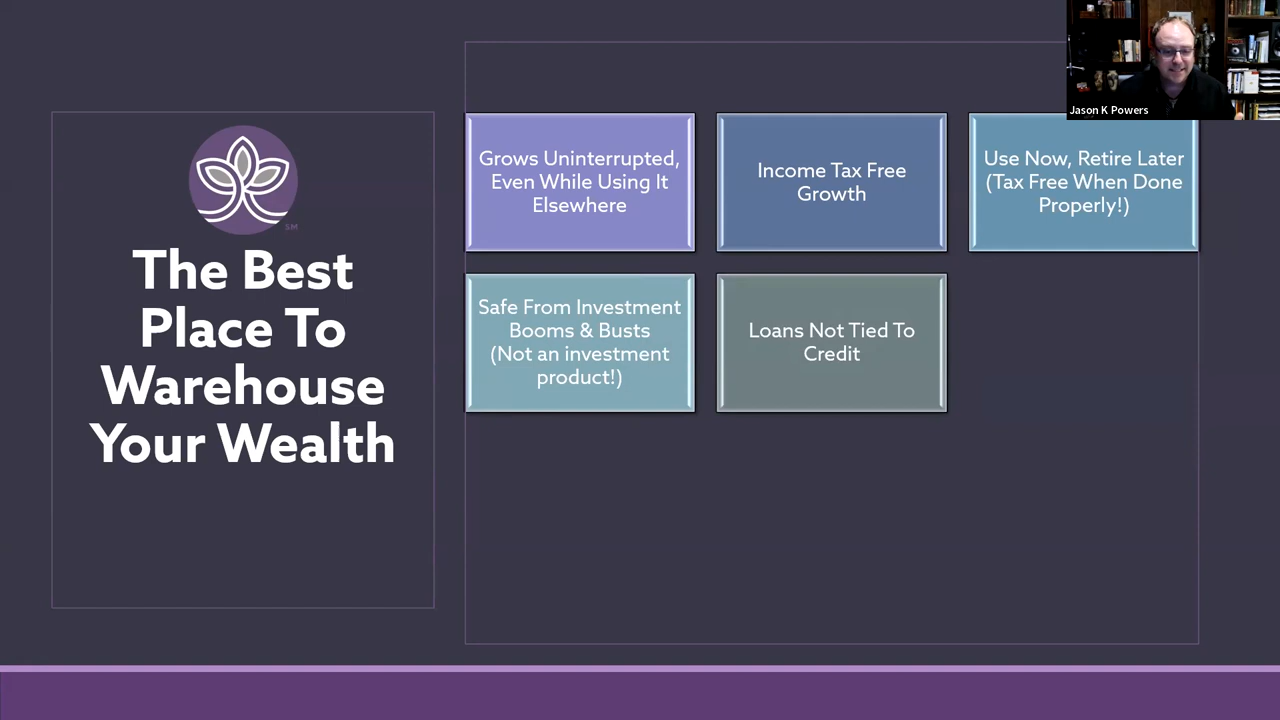 Jason K Powers
SM
The Best
Place To
Warehouse
Your Wealth
Grows Uninterrupted,
Even While Using It
Elsewhere
Income Tax Free
Growth
Use Now, Retire Later
(Tax Free When Done
Properly!)
Safe From Investment
Booms & Busts
(Not an investment
product!)
Loans Not Tied To
Credit